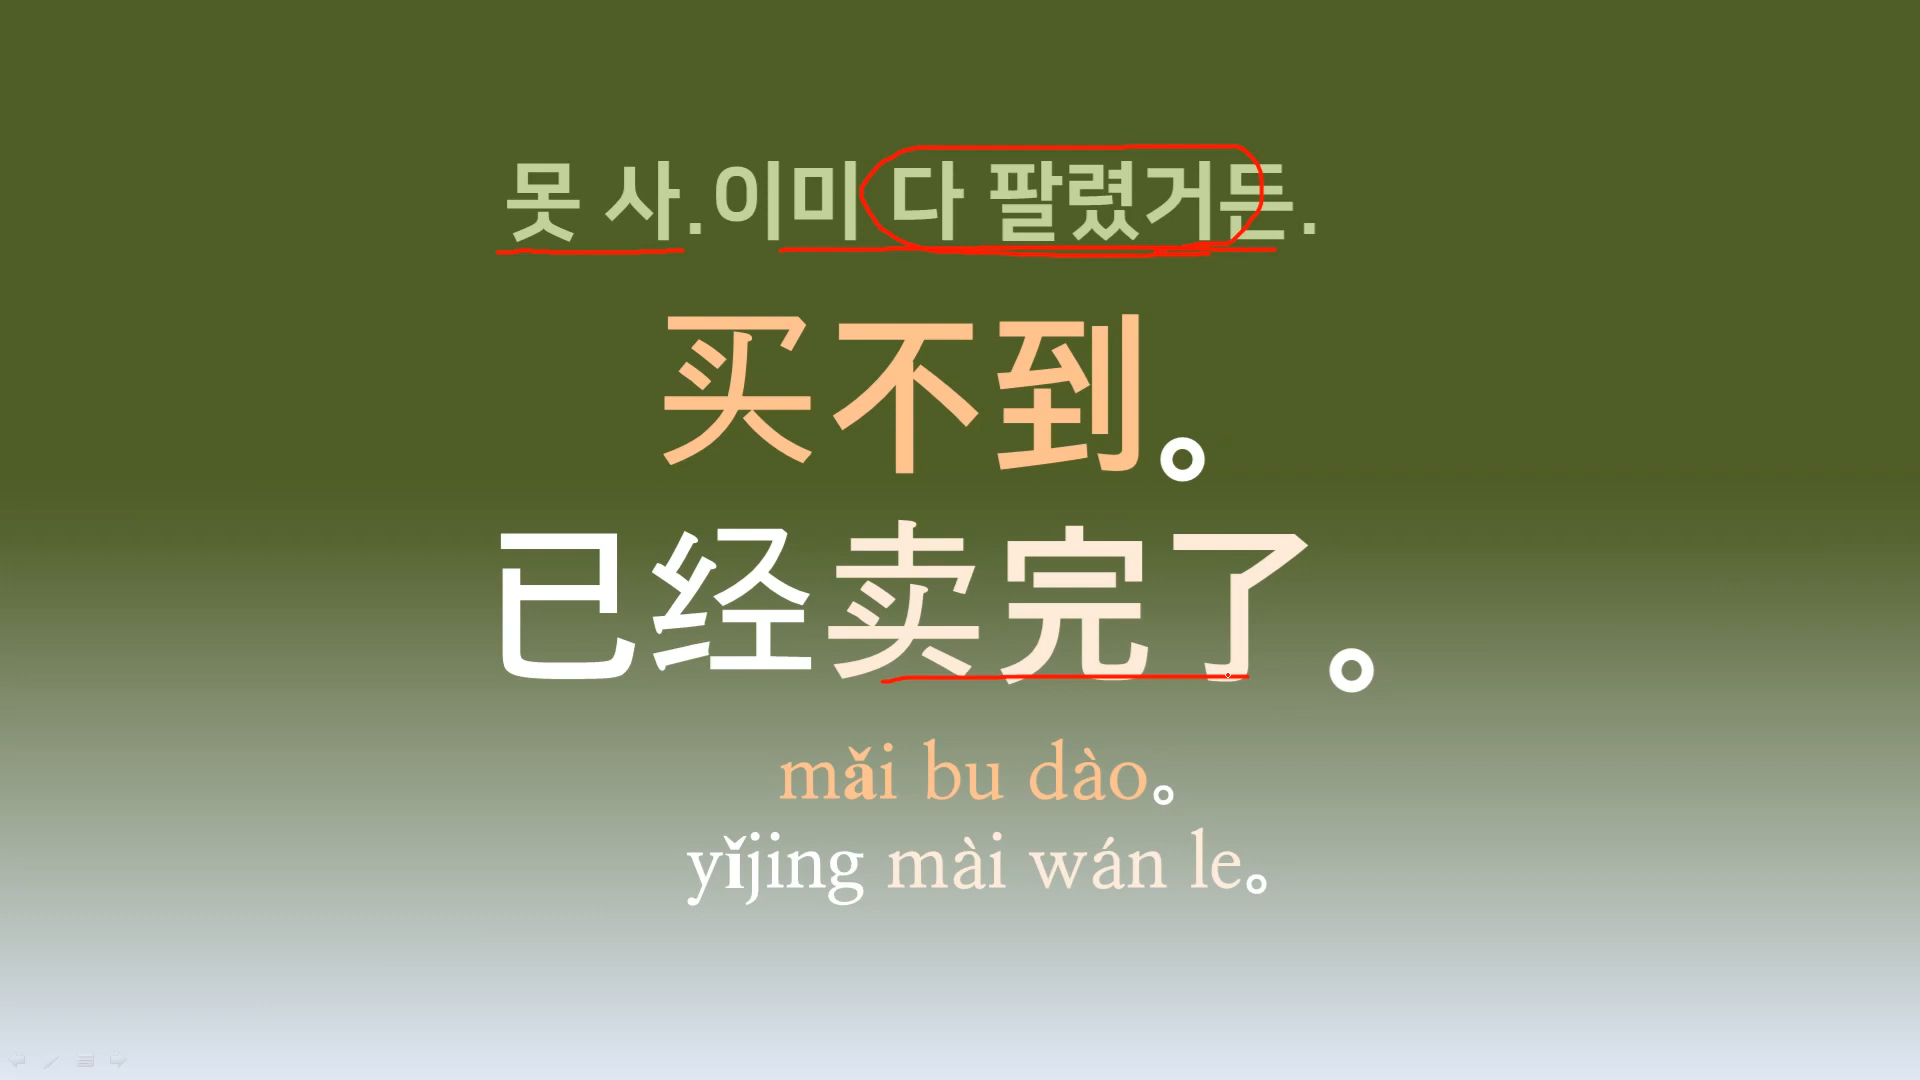 못 사.이미 다 팔렸거든.
买不到。
已经卖完了。
mǎi bu dào。
yǐjing mài wán le。